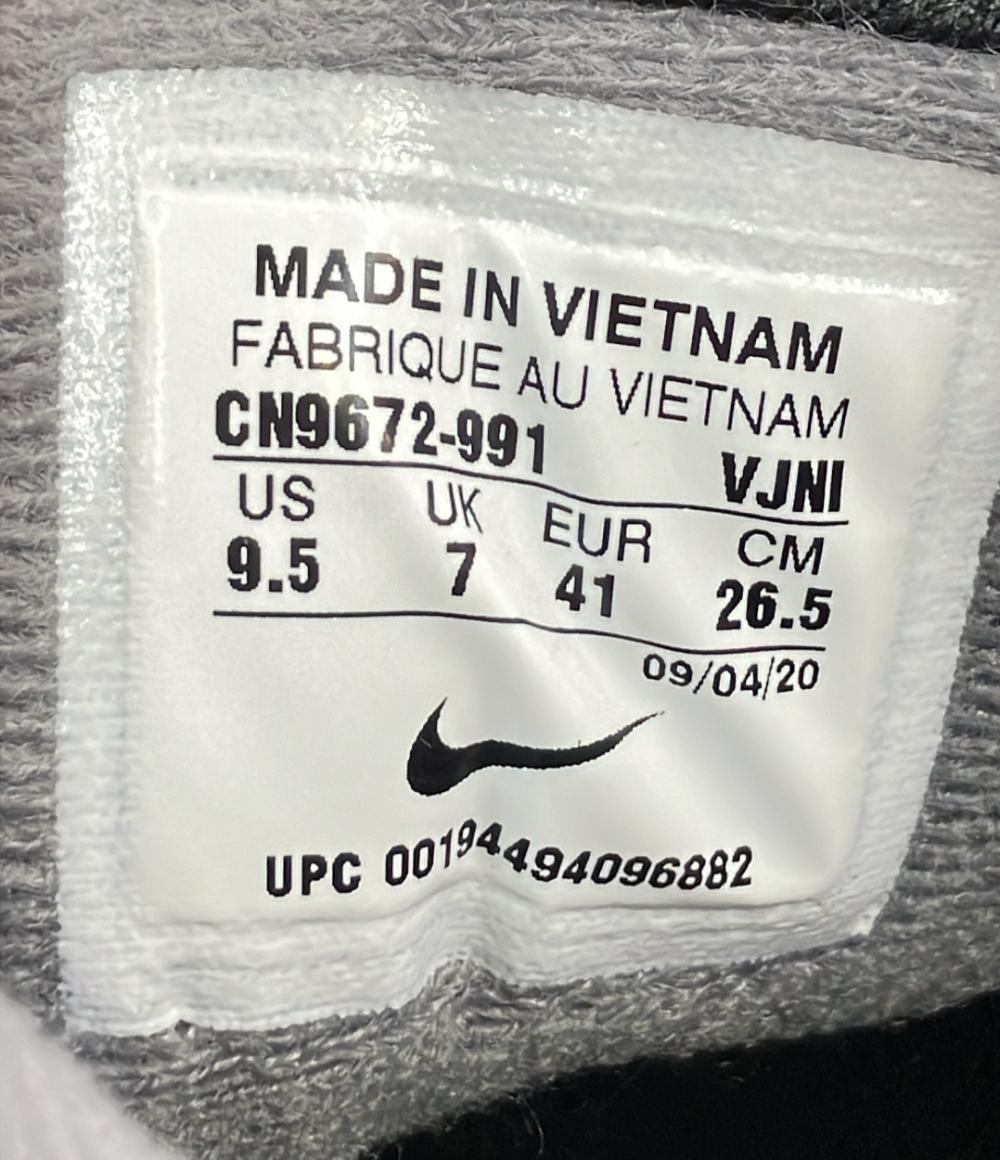 MADE IN VIETNAM
FABRIQUE AU VIETNAM
CN9672-991 VJNI
US UK EUR CM
9.5 7 41 26.5
09/04/20
UPC 00194494096882